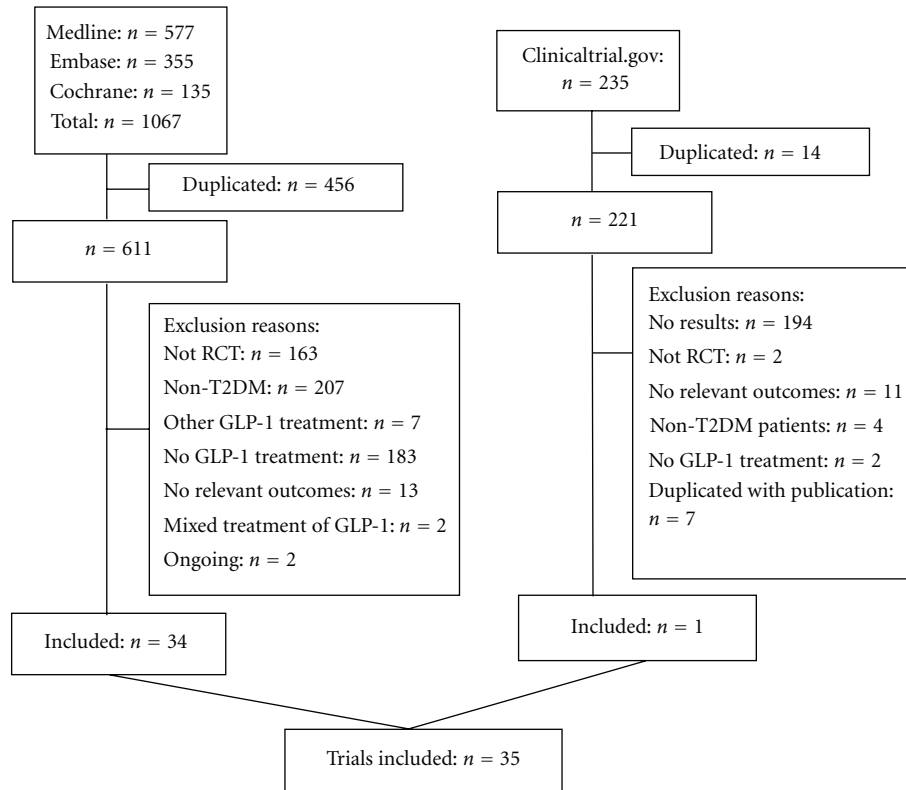 Medline: n = 577
Embase: n = 355
Cochrane: n = 135
Total: n = 1067
Duplicated: n = 456
n = 611
Exclusion reasons:
Not RCT: n = 163
Non-T2DM: n = 207
Other GLP-1 treatment: n = 7
No GLP-1 treatment: n = 183
No relevant outcomes: n = 13
Mixed treatment of GLP-1: n = 2
Ongoing: n = 2
Included: n = 34
Clinicaltrial.gov:
n = 235
Duplicated: n = 14
n = 221
Exclusion reasons:
No results: n = 194
Not RCT: n = 2
No relevant outcomes: n = 11
Non-T2DM patients: n = 4
No GLP-1 treatment: n = 2
Duplicated with publication:
n = 7
Included: n = 1
Trials included: n = 35